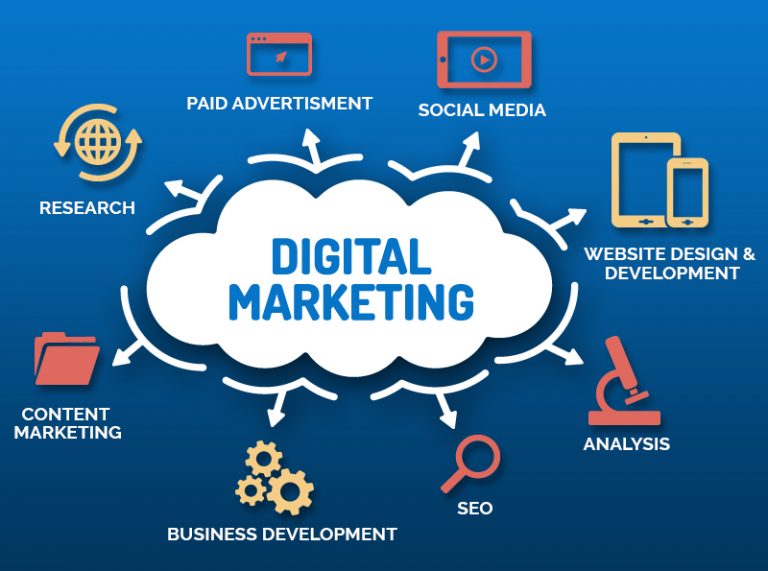 PAID ADVERTISMENT
SOCIAL MEDIA
RESEARCH
WEBSITE DESIGN &
DEVELOPMENT
DIGITAL
MARKETING
CONTENT
MARKETING
ANALYSIS
SEO
BUSINESS DEVELOPMENT